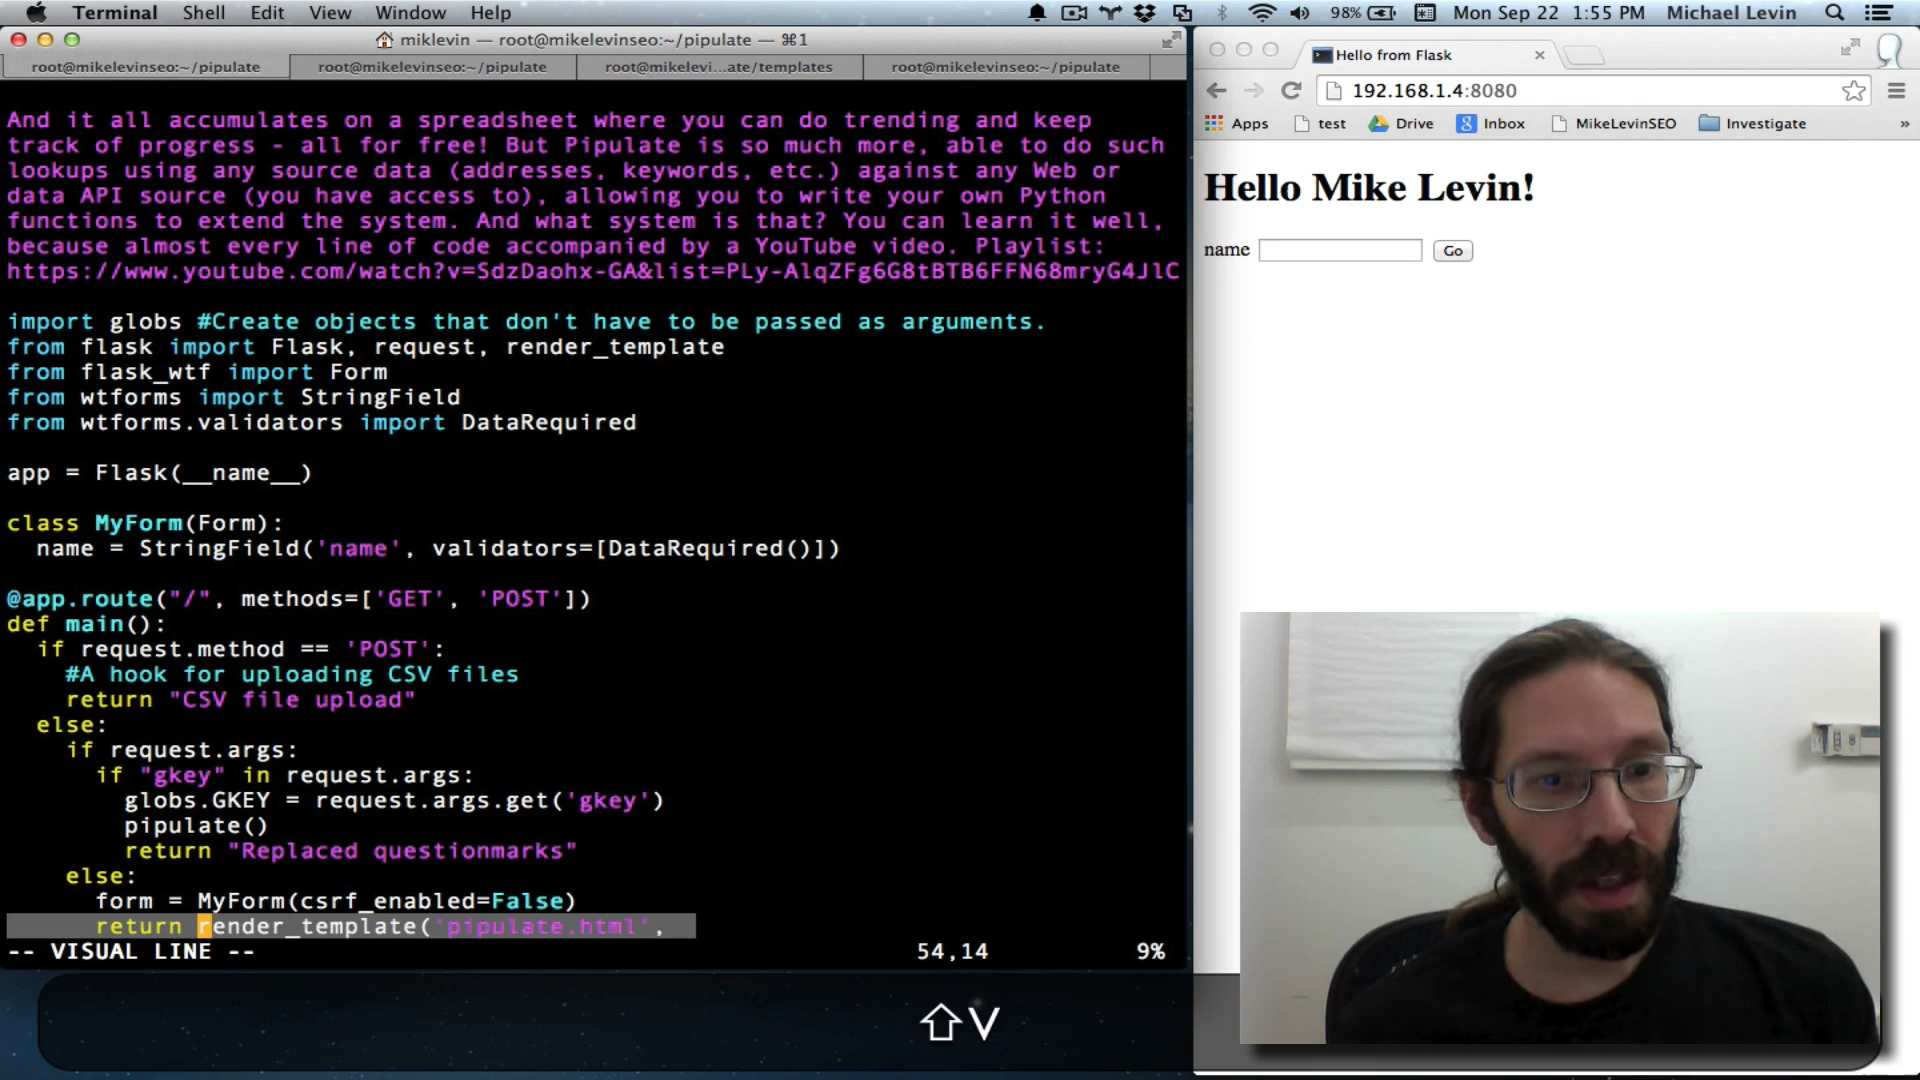 Terminal Shell Edit View Window Help 98% Mon Sep 22 1:55 PM Michael Levin
miklevin — root@mikelevinseo:~/pipulate — ⌘1
root@mikelevinseo:~/pipulate root@mikelevinseo:~/pipulate root@mikelevi...ate/templates root@mikelevinseo:~/pipulate
And it all accumulates on a spreadsheet where you can do trending and keep
track of progress - all for free! But Pipulate is so much more, able to do such
lookups using any source data (addresses, keywords, etc.) against any Web or
data API source (you have access to), allowing you to write your own Python
functions to extend the system. And what system is that? You can learn it well,
because almost every line of code accompanied by a YouTube video. Playlist:
https://www.youtube.com/watch?v=SdzDaohx-GA&list=PLy-AlqZFg6G8tBTB6FFN68mryG4JlC
import globs #Create objects that don't have to be passed as arguments.
from flask import Flask, request, render_template
from flask_wtf import Form
from wtforms import StringField
from wtforms.validators import DataRequired
app = Flask(__name__)
class MyForm(Form):
name = StringField('name', validators=[DataRequired()])
@app.route("/", methods=['GET', 'POST'])
def main():
if request.method == 'POST':
#A hook for uploading CSV files
return "CSV file upload"
else:
if request.args:
if "gkey" in request.args:
globs.GKEY = request.args.get('gkey')
pipulate()
return "Replaced questionmarks"
else:
form = MyForm(csrf_enabled=False)
return render_template('pipulate.html',
-- VISUAL LINE -- 54,14 9%
⇧V
Hello from Flask
192.168.1.4:8080
Apps test Drive Inbox MikeLevinSEO Investigate »
Hello Mike Levin!
name Go